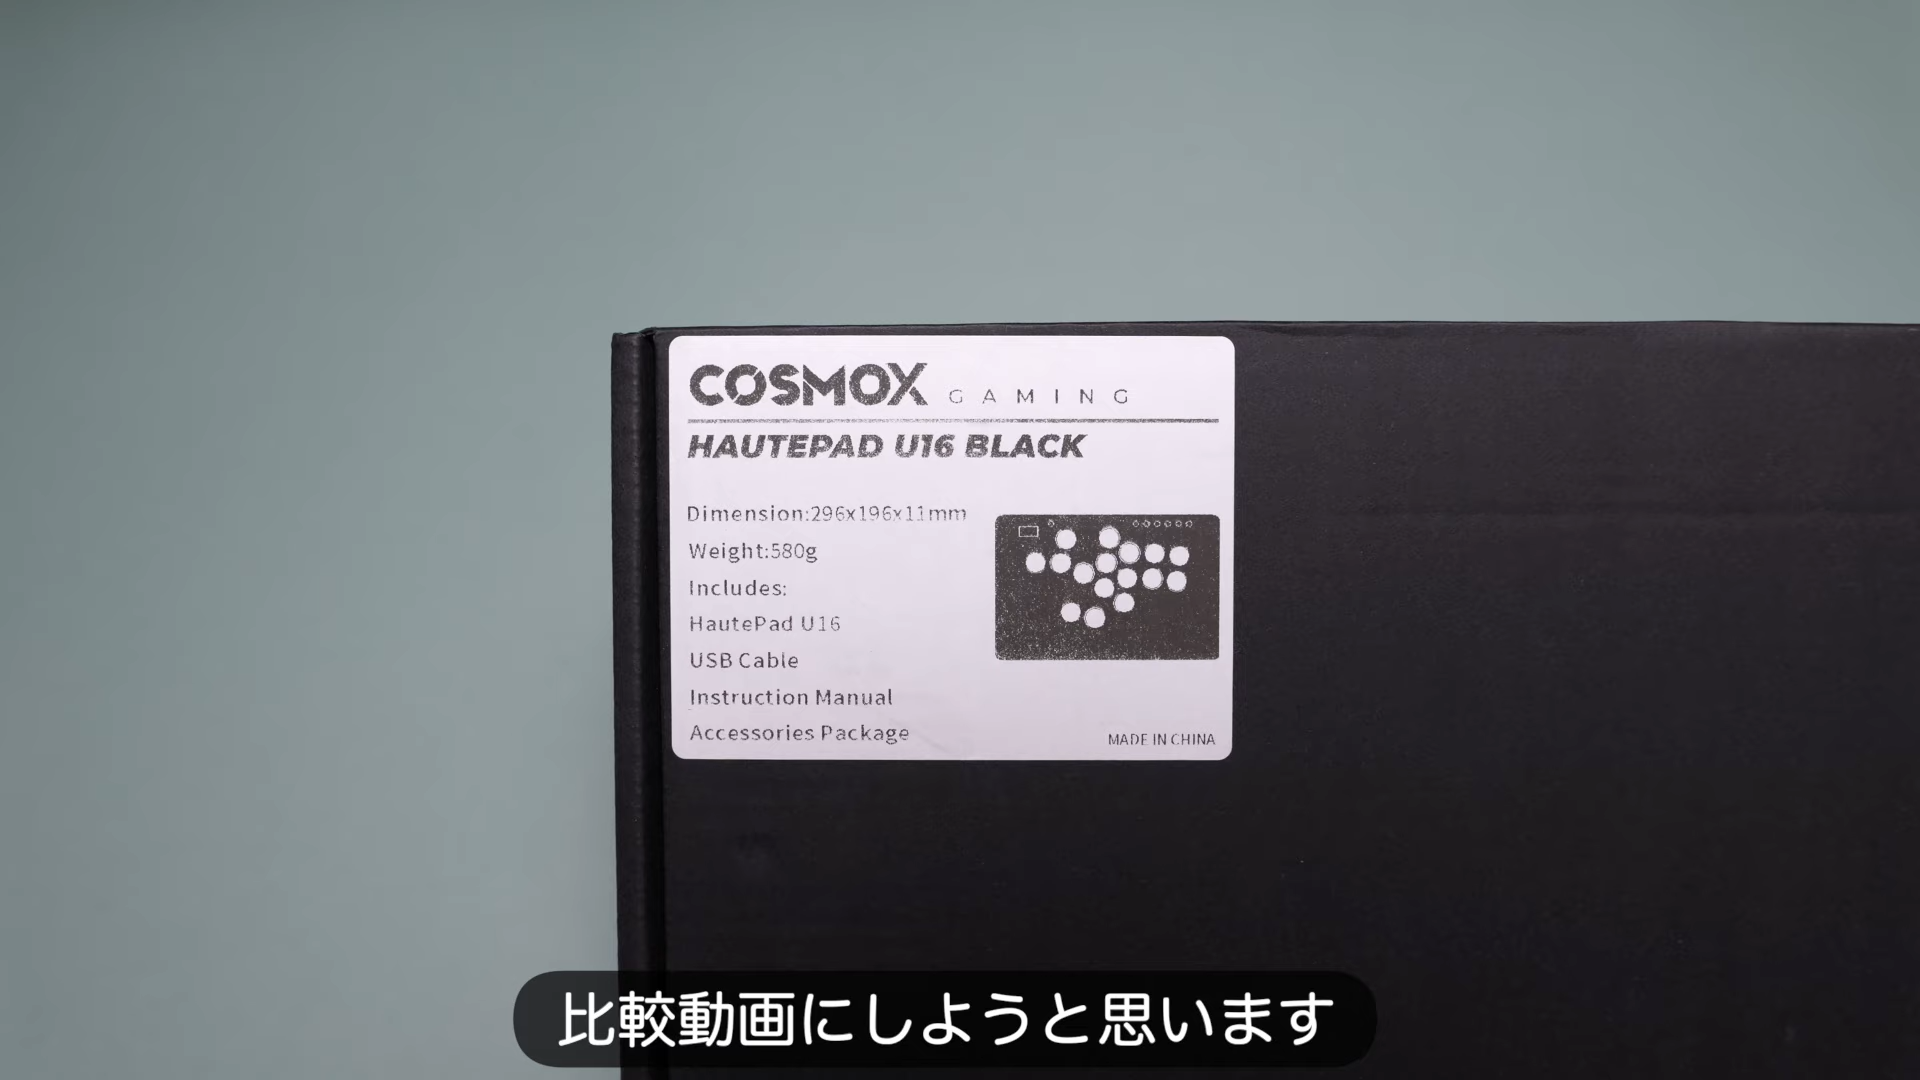 COSMOX GAMING
HAUTEPAD U16 BLACK
Dimension:296x196x11mm
Weight:580g
Includes:
HautePad U16
USB Cable
Instruction Manual
Accessories Package
MADE IN CHINA
比較動画にしようと思います